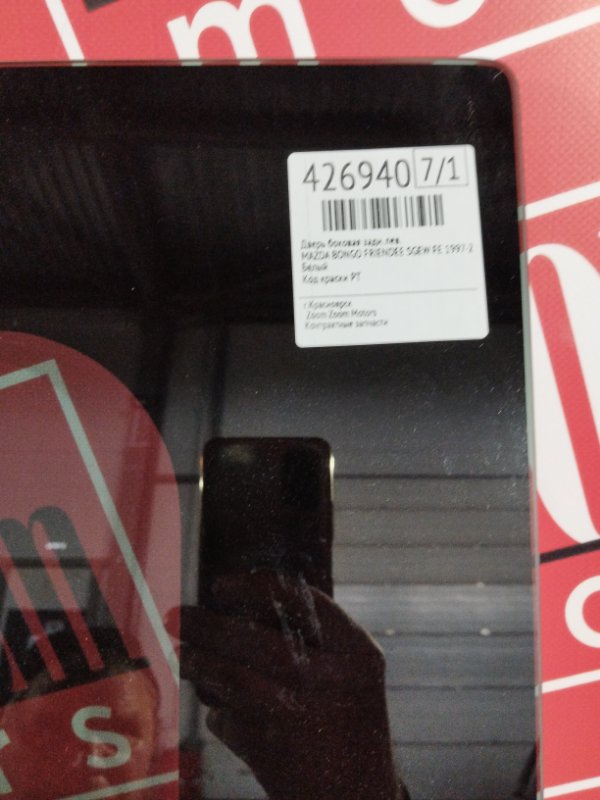 426940 7/1
Дверь боковая задн. лев.
MAZDA BONGO FRIENDEE SGEW FE 1997-2
Белый
Код краски PT
г.Красноярск
Zoom Zoom Motors
Контрактные запчасти
m
rs